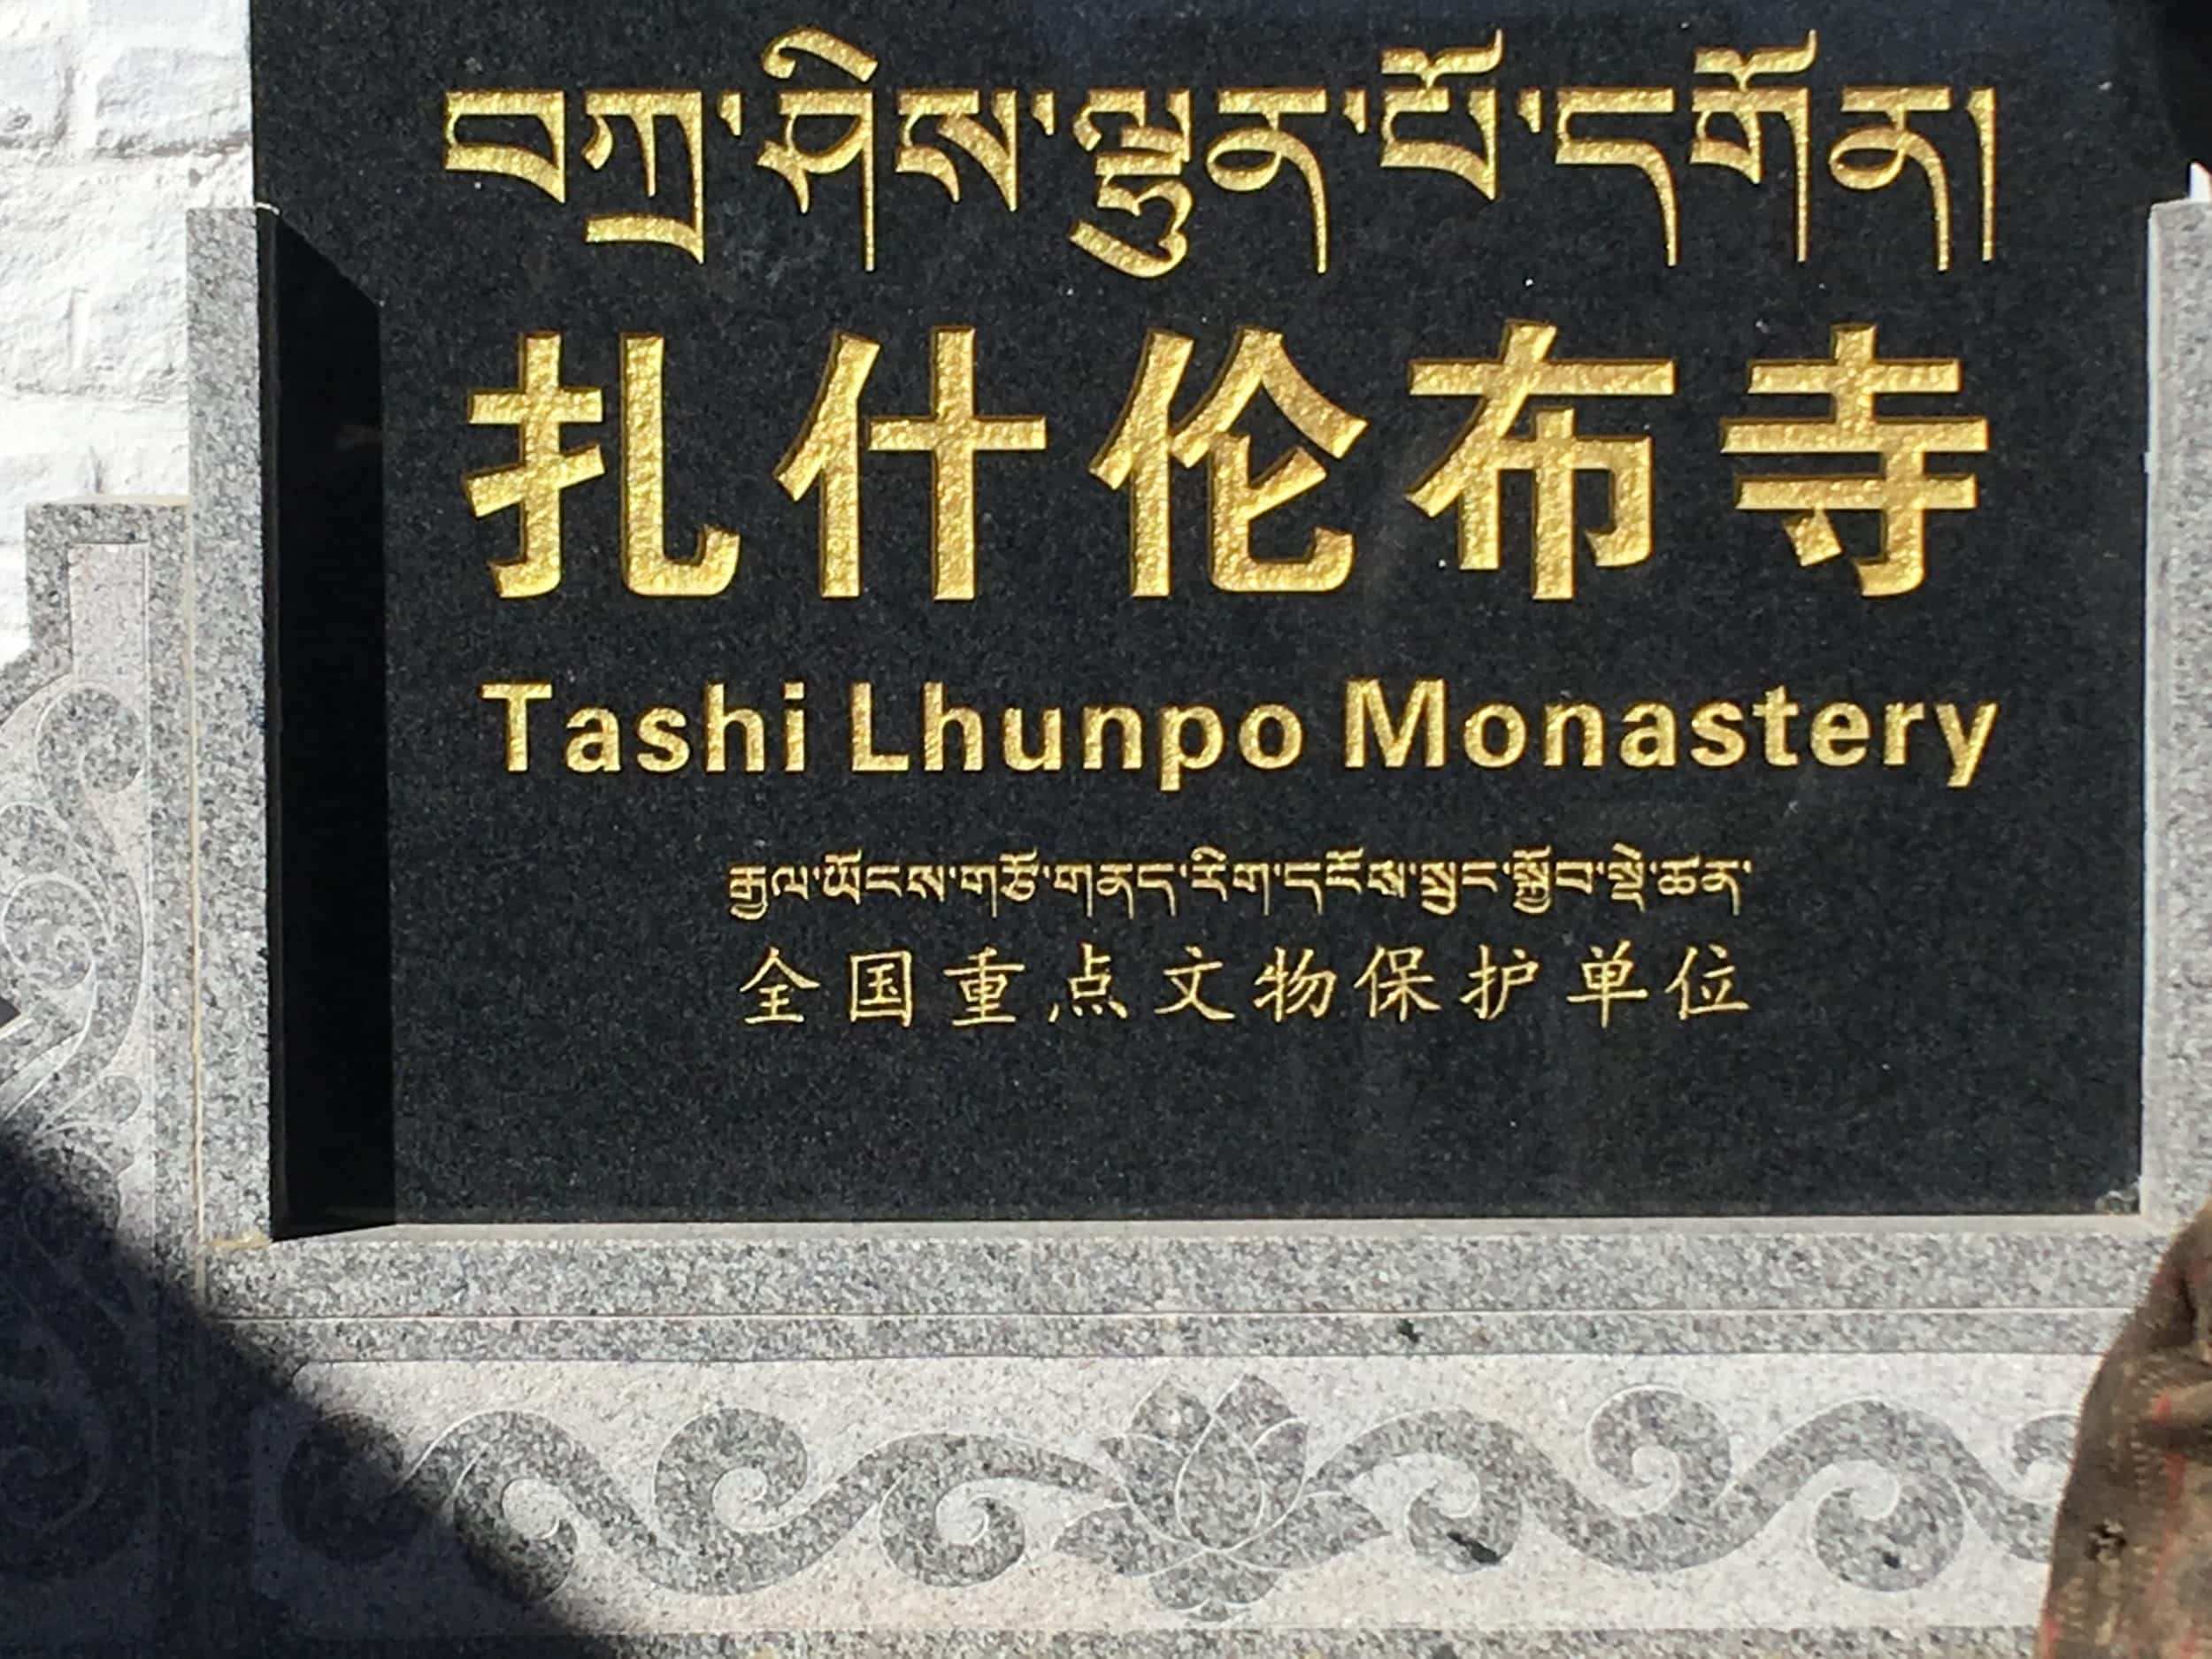 བཀྲ་ཤིས་ལྷུན་པོ་དགོན།
扎什伦布寺
Tashi Lhunpo Monastery
རྒྱལ་ཡོངས་གཙོ་གནད་རིག་དངོས་སྲུང་སྐྱོབ་སྡེ་ཚན་
全国重点文物保护单位